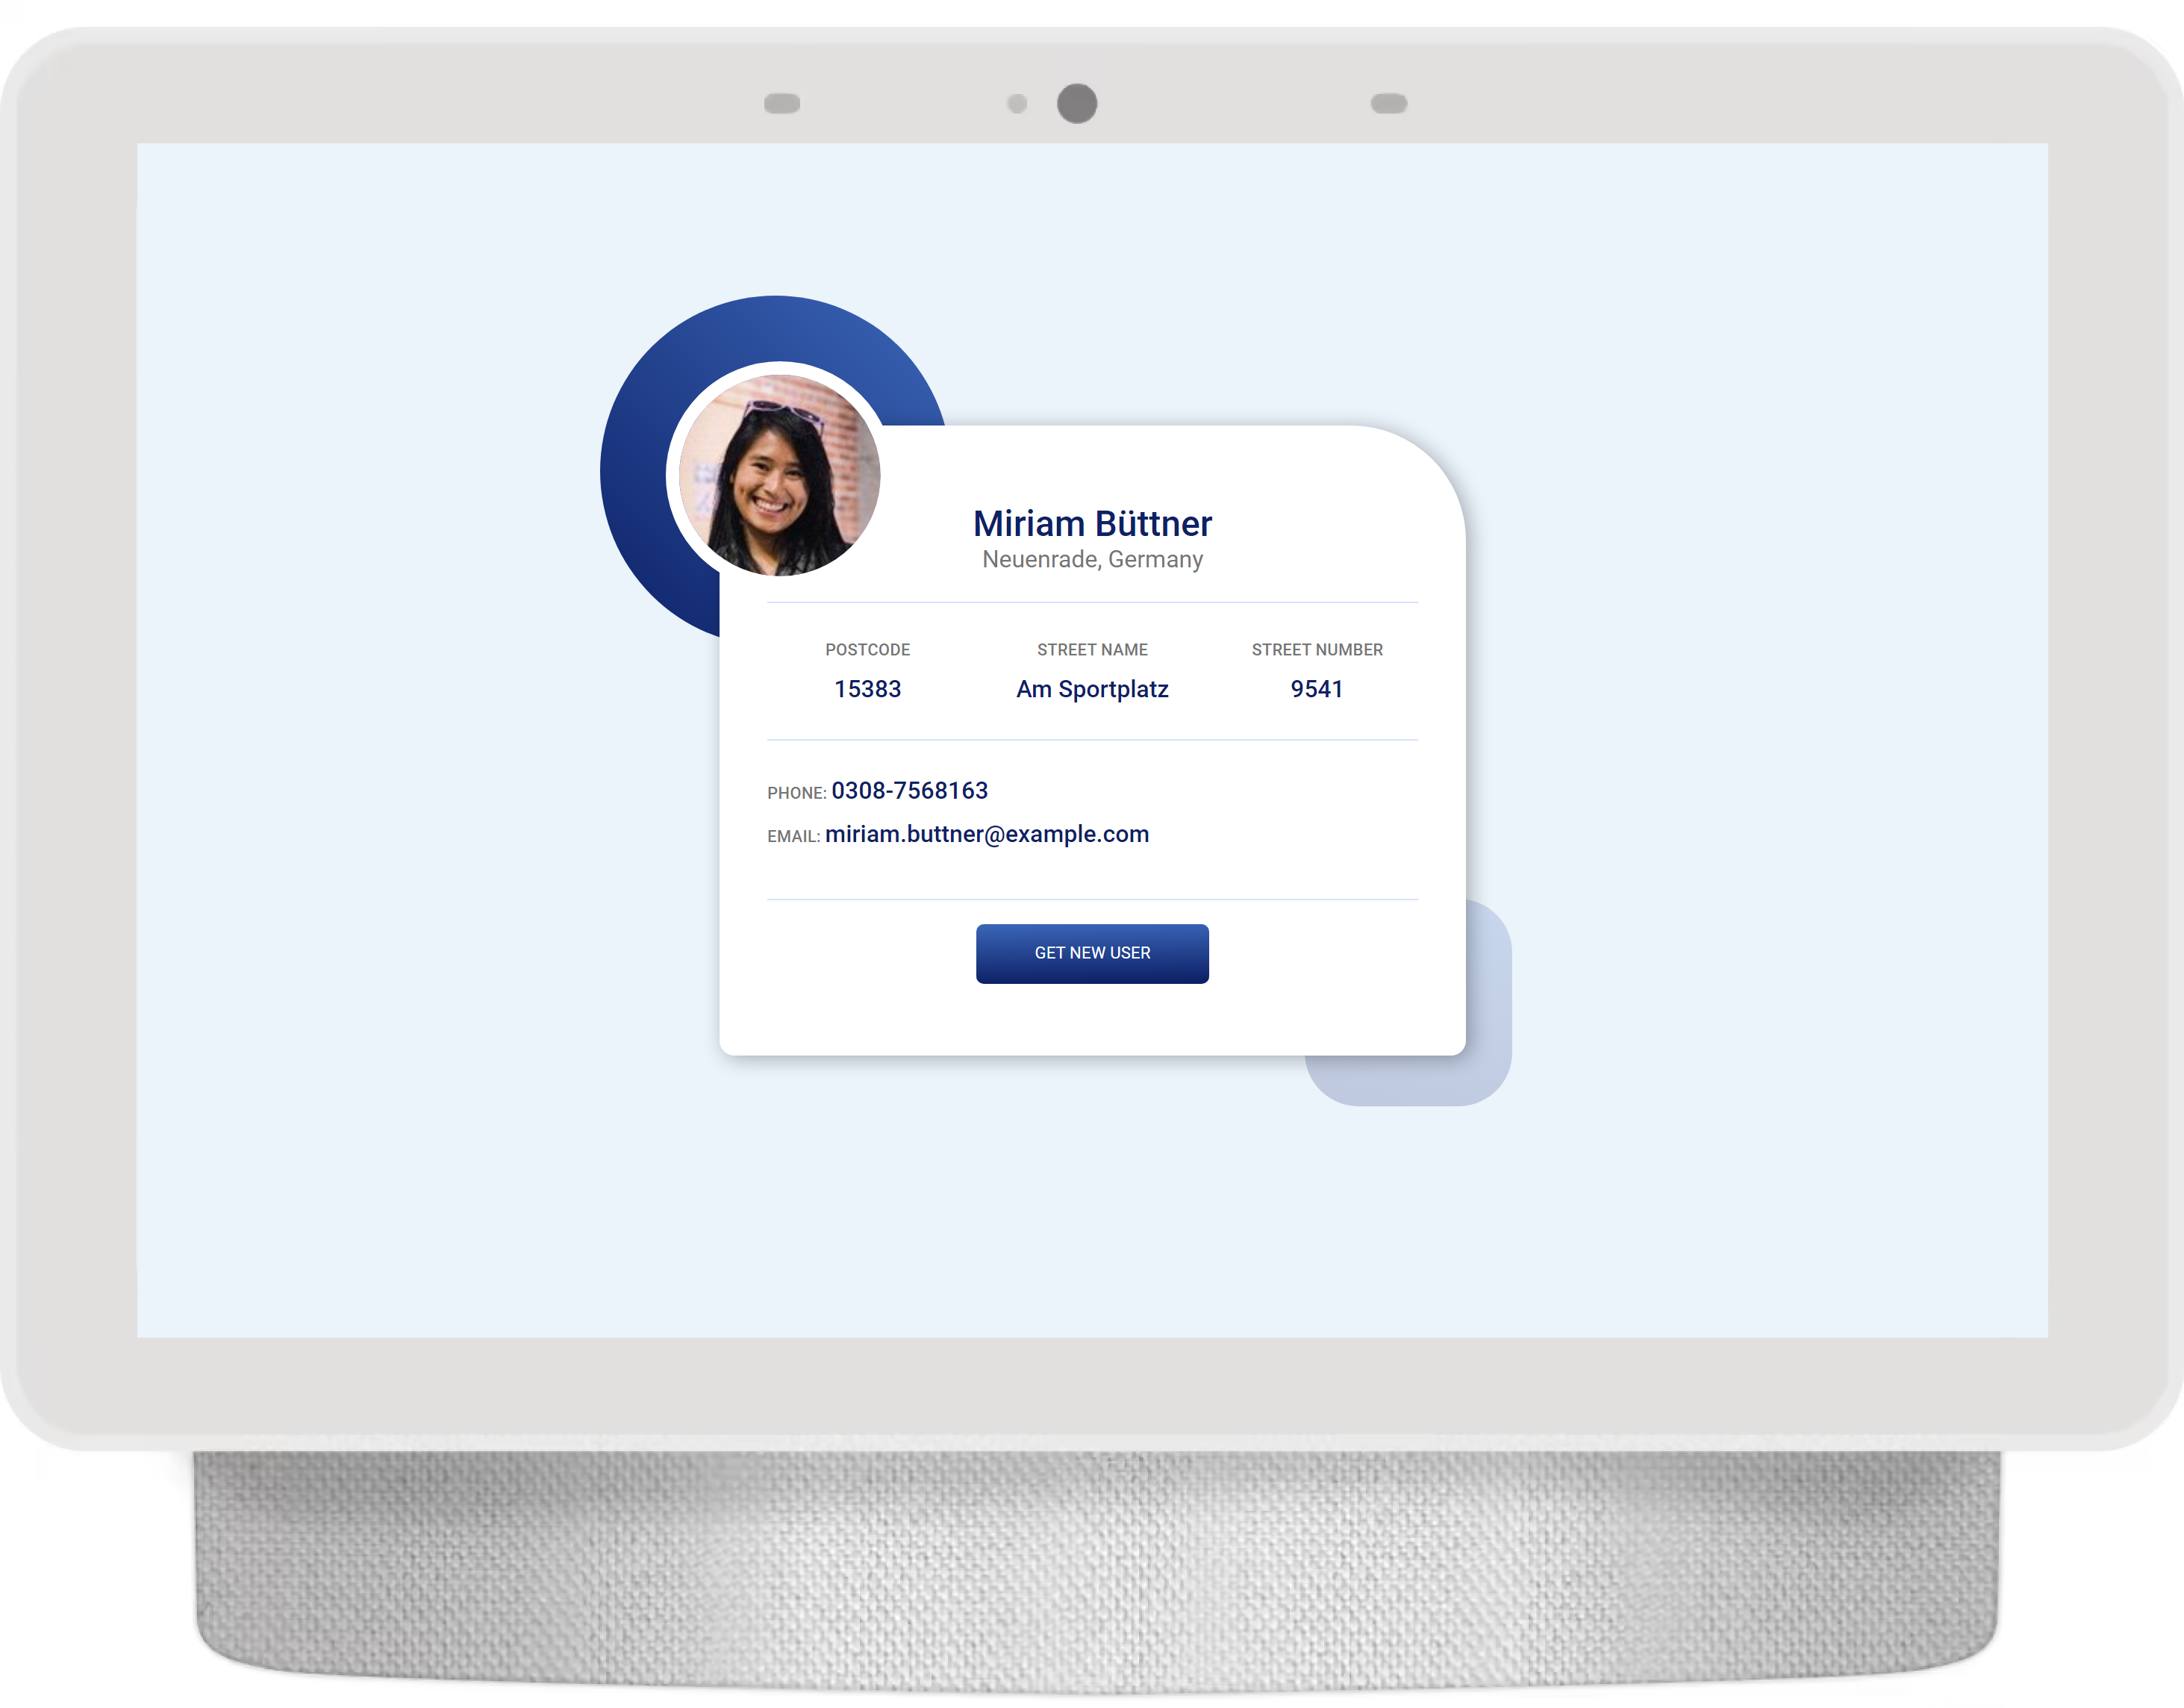 Miriam Büttner
Neuenrade, Germany
POSTCODE STREET NAME STREET NUMBER
15383 Am Sportplatz 9541
PHONE: 0308-7568163
EMAIL: miriam.buttner@example.com
GET NEW USER